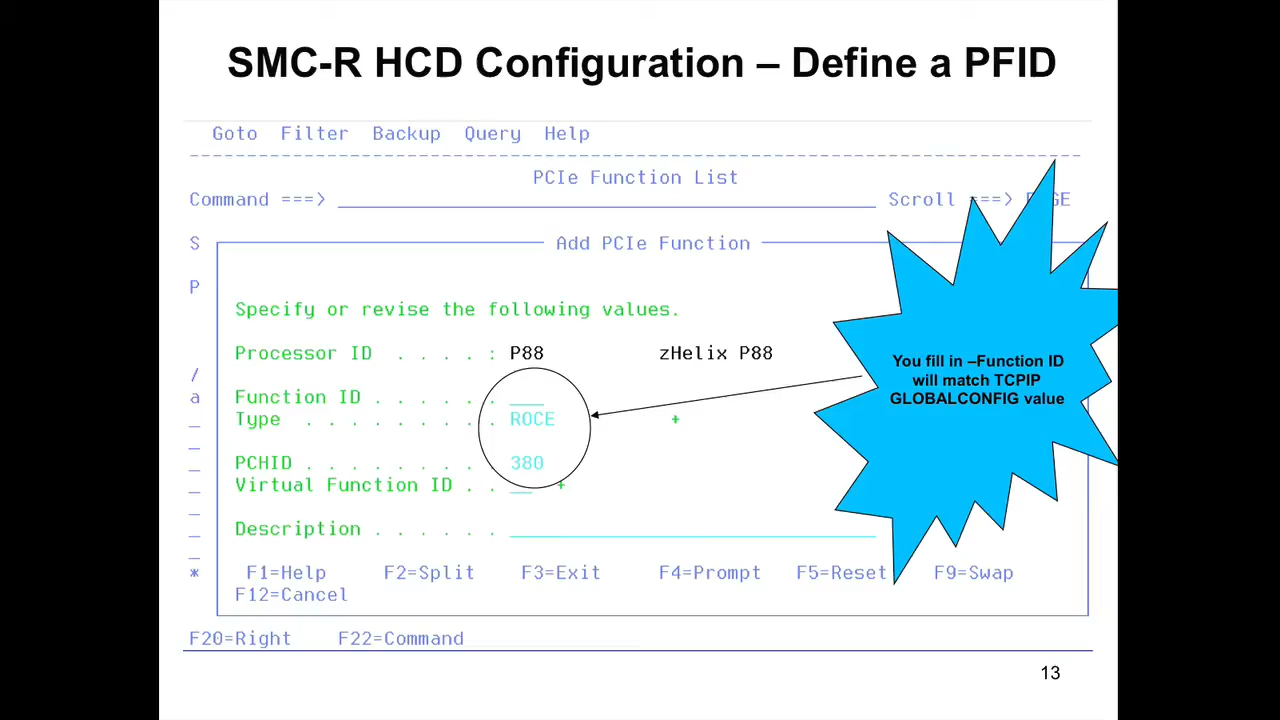 SMC-R HCD Configuration – Define a PFID
Goto Filter Backup Query Help
--------------------------------------------------------------------------------
PCIe Function List
Command ===> Scroll ===>
S Add PCIe Function
P
Specify or revise the following values.
Processor ID . . . . : P88 zHelix P88
/
a Function ID . . . . . . ___
Type . . . . . . . . . ROCE +
PCHID . . . . . . . . 380
Virtual Function ID . . __ +
Description . . . . . .
* F1=Help F2=Split F3=Exit F4=Prompt F5=Reset F9=Swap
F12=Cancel
F20=Right F22=Command
You fill in –Function ID
will match TCPIP
GLOBALCONFIG value
13